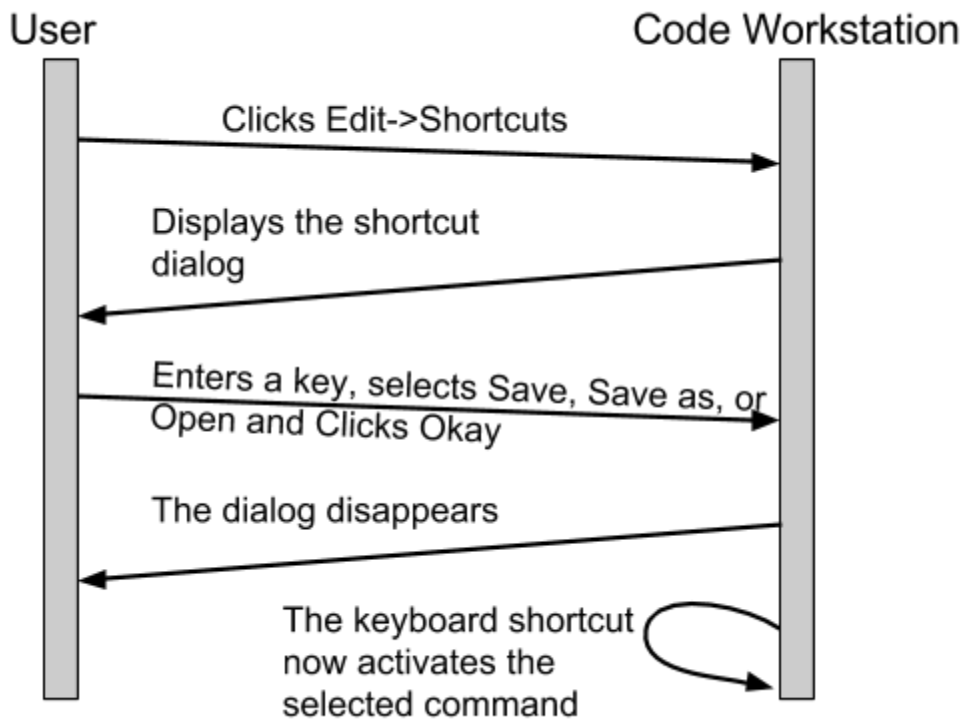 User
Code Workstation
Clicks Edit->Shortcuts
Displays the shortcut
dialog
Enters a key, selects Save, Save as, or
Open and Clicks Okay
The dialog disappears
The keyboard shortcut
now activates the
selected command